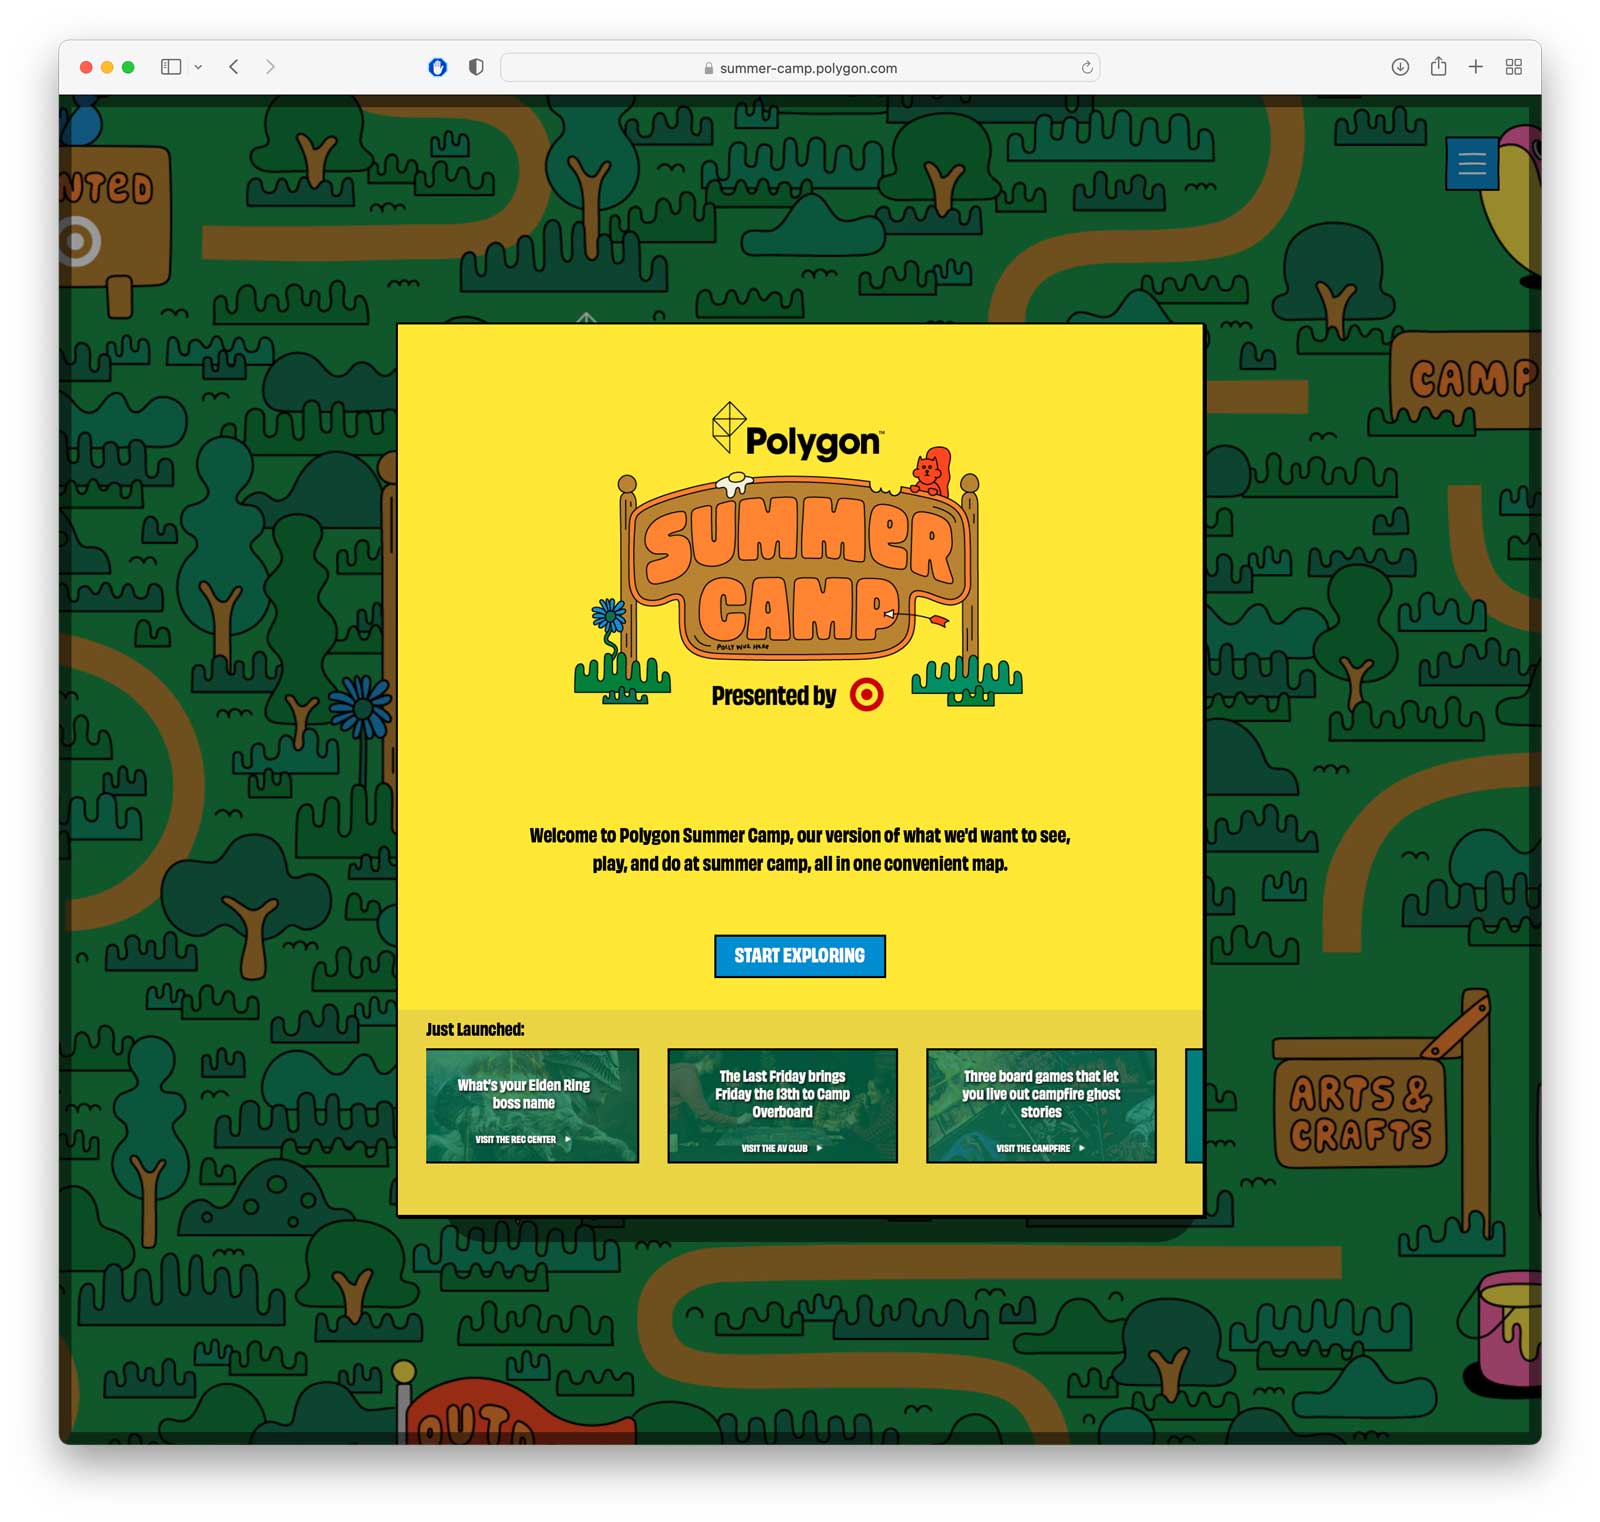 summer-camp.polygon.com
NTED
CAMP
Polygon™
SUMMER
CAMP
POLLY WUZ HERE
Presented by
Welcome to Polygon Summer Camp, our version of what we'd want to see,
play, and do at summer camp, all in one convenient map.
START EXPLORING
Just Launched:
What's your Elden Ring
boss name
VISIT THE REC CENTER
The Last Friday brings
Friday the 13th to Camp
Overboard
VISIT THE AV CLUB
Three board games that let
you live out campfire ghost
stories
VISIT THE CAMPFIRE
ARTS &
CRAFTS
OUTD